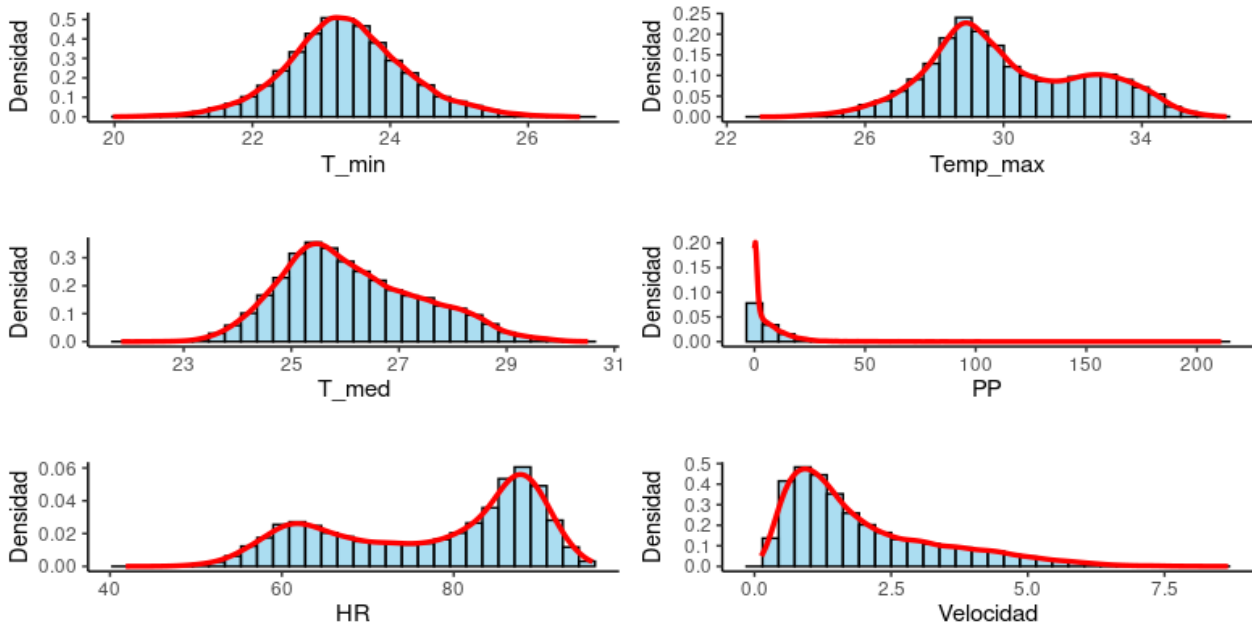 Densidad
0.5
0.4
0.3
0.2
0.1
0.0
20 22 24 26
T_min
Densidad
0.25
0.20
0.15
0.10
0.05
0.00
22 26 30 34
Temp_max
Densidad
0.3
0.2
0.1
0.0
23 25 27 29 31
T_med
Densidad
0.20
0.15
0.10
0.05
0.00
0 50 100 150 200
PP
Densidad
0.06
0.04
0.02
0.00
40 60 80
HR
Densidad
0.5
0.4
0.3
0.2
0.1
0.0
0.0 2.5 5.0 7.5
Velocidad